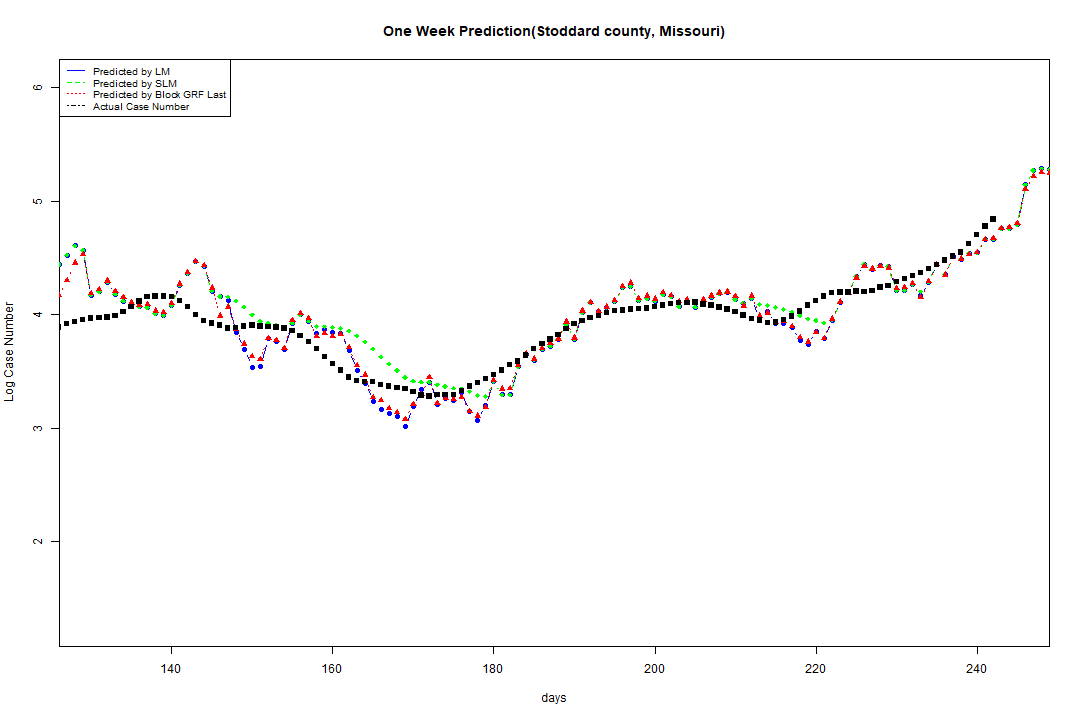 One Week Prediction(Stoddard county, Missouri)
Predicted by LM
Predicted by SLM
Predicted by Block GRF Last
Actual Case Number
6
5
4
3
2
Log Case Number
140
160
180
200
220
240
days